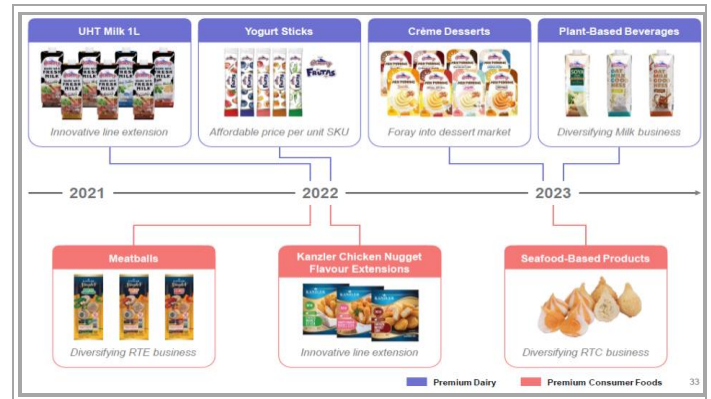 UHT Milk 1L
Innovative line extension
Yogurt Sticks
FRUTAS
Affordable price per unit SKU
Crème Desserts
Foray into dessert market
Plant-Based Beverages
Diversifying Milk business
2021
2022
2023
Meatballs
Diversifying RTE business
Kanzler Chicken Nugget
Flavour Extensions
KANZLER
Innovative line extension
Seafood-Based Products
Diversifying RTC business
Premium Dairy
Premium Consumer Foods
33